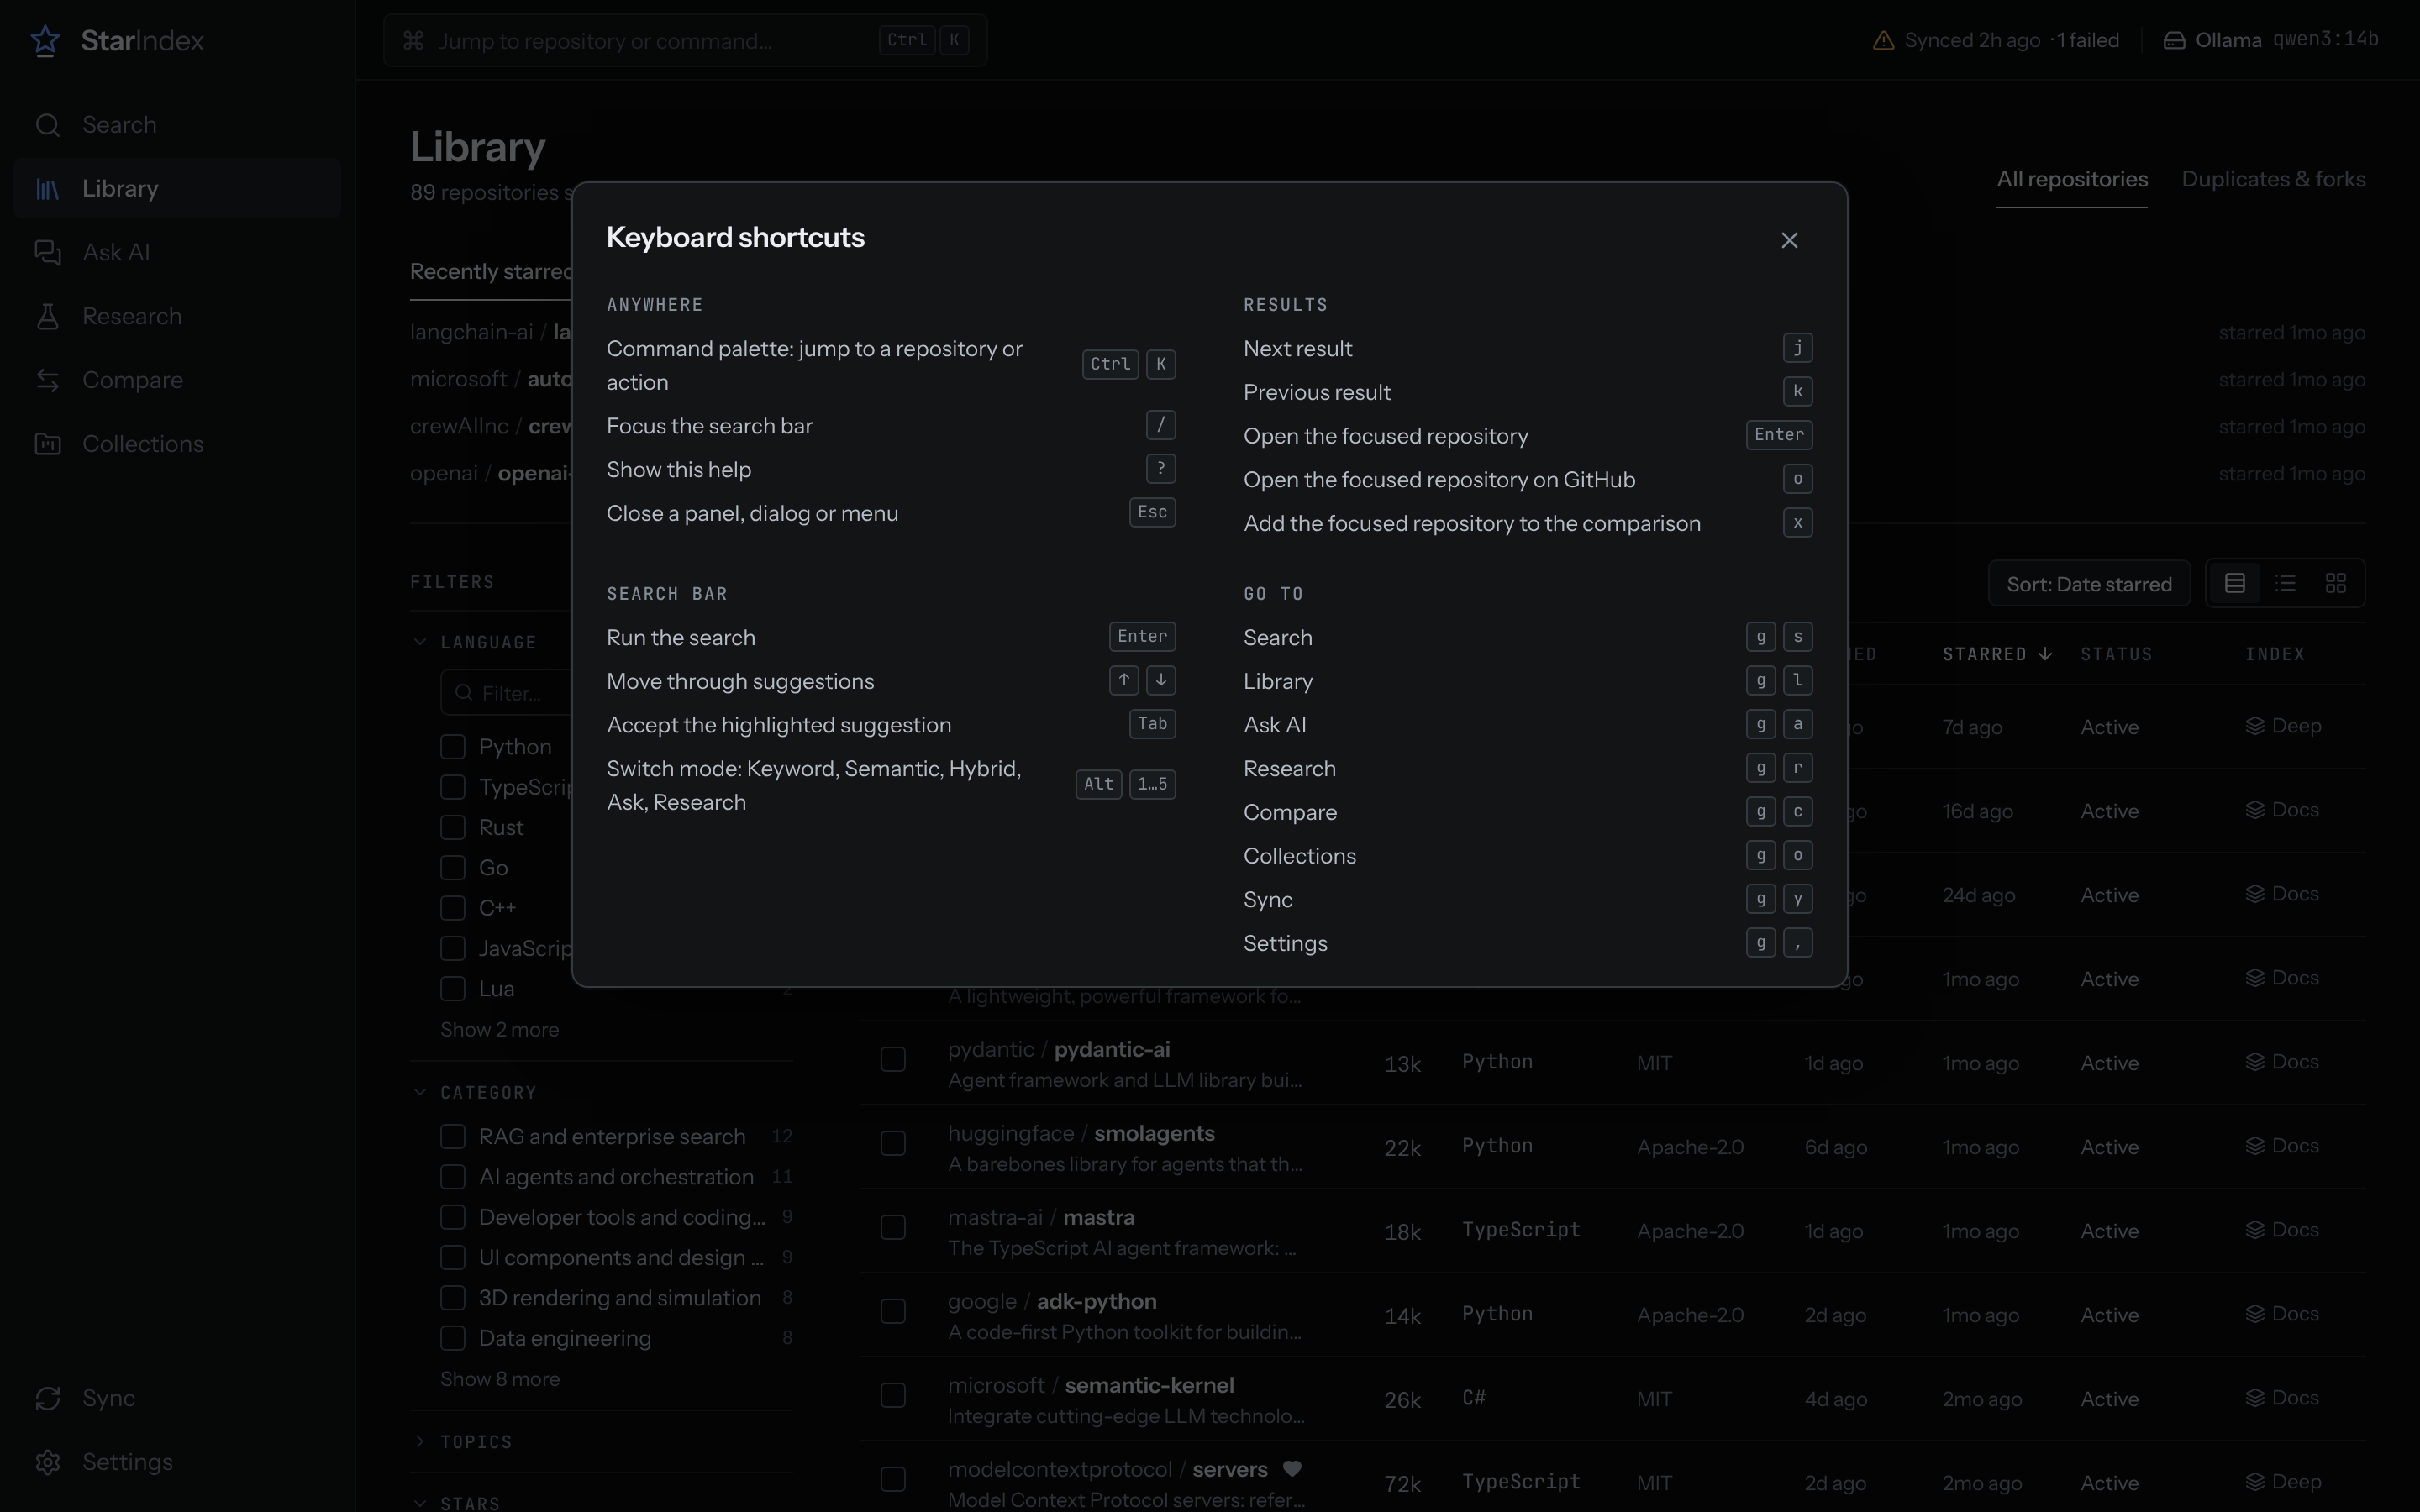 StarIndex
Jump to repository or command...
Ctrl K
Synced 2h ago · 1 failed
Ollama qwen3:14b
Search
Library
Ask AI
Research
Compare
Collections
Sync
Settings
Library
89 repositories s
All repositories
Duplicates & forks
Recently starred
langchain-ai / la
starred 1mo ago
microsoft / auto
starred 1mo ago
crewAIInc / crew
starred 1mo ago
openai / openai-
starred 1mo ago
Keyboard shortcuts
ANYWHERE
Command palette: jump to a repository or
action
Ctrl K
Focus the search bar /
Show this help ?
Close a panel, dialog or menu Esc
SEARCH BAR
Run the search Enter
Move through suggestions ↑ ↓
Accept the highlighted suggestion Tab
Switch mode: Keyword, Semantic, Hybrid,
Ask, Research
Alt 1…5
RESULTS
Next result j
Previous result k
Open the focused repository Enter
Open the focused repository on GitHub o
Add the focused repository to the comparison x
GO TO
Search g s
Library g l
Ask AI g a
Research g r
Compare g c
Collections g o
Sync g y
Settings g ,
FILTERS
LANGUAGE
Filter...
Python
TypeScrip
Rust
Go
C++
JavaScrip
Lua
Show 2 more
CATEGORY
RAG and enterprise search 12
AI agents and orchestration 11
Developer tools and coding... 9
UI components and design ... 9
3D rendering and simulation 8
Data engineering 8
Show 8 more
TOPICS
STARS
Sort: Date starred
STARRED ↓ STATUS INDEX
7d ago Active Deep
16d ago Active Docs
24d ago Active Docs
1mo ago Active Docs
A lightweight, powerful framework fo...
pydantic / pydantic-ai
Agent framework and LLM library bui...
13k Python MIT 1d ago 1mo ago Active Docs
huggingface / smolagents
A barebones library for agents that th...
22k Python Apache-2.0 6d ago 1mo ago Active Docs
mastra-ai / mastra
The TypeScript AI agent framework: ...
18k TypeScript Apache-2.0 1d ago 1mo ago Active Docs
google / adk-python
A code-first Python toolkit for buildin...
14k Python Apache-2.0 2d ago 1mo ago Active Docs
microsoft / semantic-kernel
Integrate cutting-edge LLM technolo...
26k C# MIT 4d ago 2mo ago Active Docs
modelcontextprotocol / servers
Model Context Protocol servers: refer...
72k TypeScript MIT 2d ago 2mo ago Active Deep